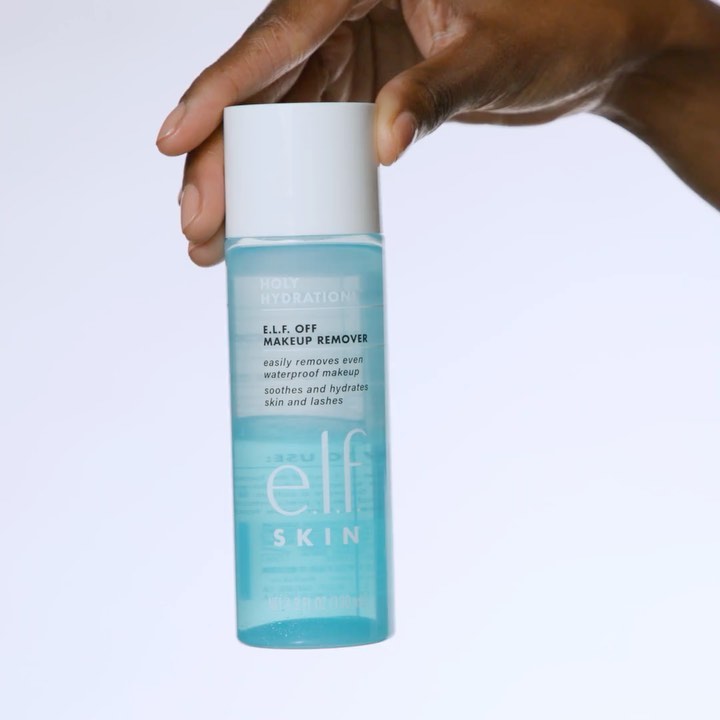 HOLY
HYDRATION!
E.L.F. OFF
MAKEUP REMOVER
easily removes even
waterproof makeup
soothes and hydrates
skin and lashes
e.l.f.
SKIN